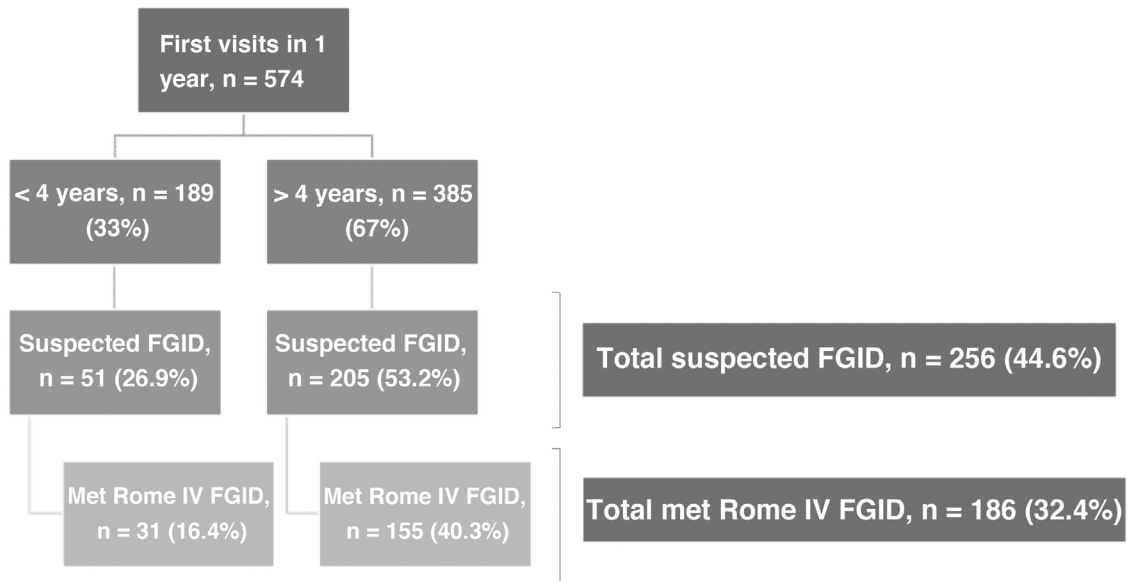 First visits in 1
year, n = 574
< 4 years, n = 189
(33%)
> 4 years, n = 385
(67%)
Suspected FGID,
n = 51 (26.9%)
Suspected FGID,
n = 205 (53.2%)
Total suspected FGID, n = 256 (44.6%)
Met Rome IV FGID,
n = 31 (16.4%)
Met Rome IV FGID,
n = 155 (40.3%)
Total met Rome IV FGID, n = 186 (32.4%)